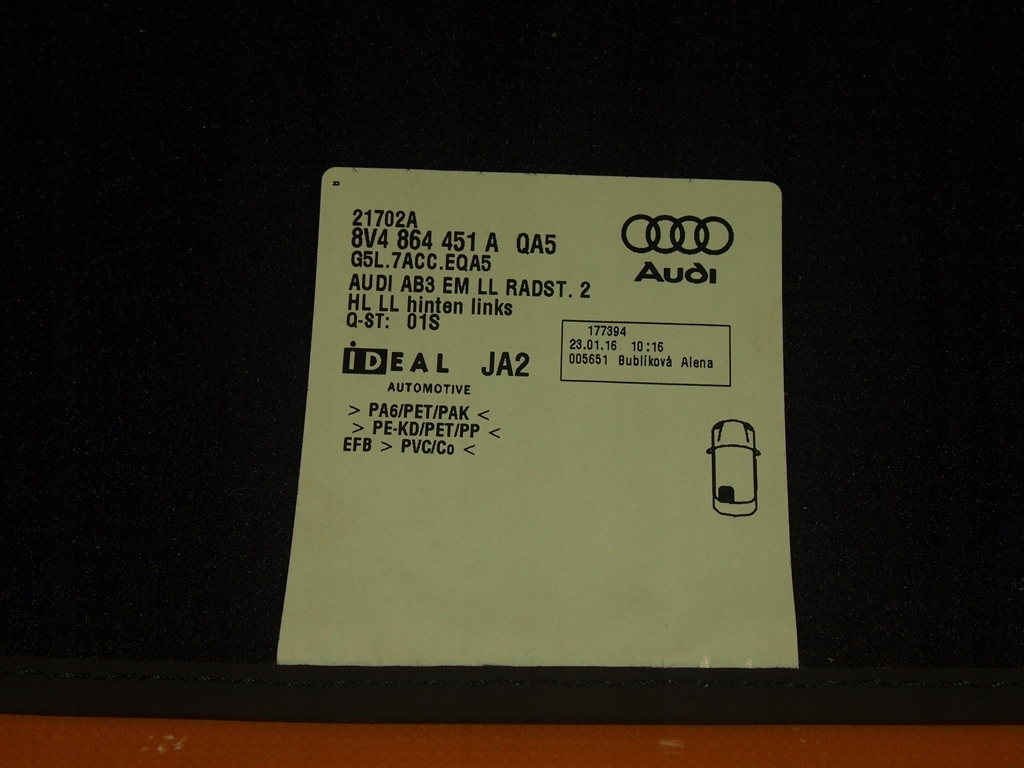 21702A
8V4 864 451 A QA5
G5L.7ACC.EQA5
AUDI AB3 EM LL RADST. 2
HL LL hinten links
Q-ST: 01S
Audi
177394
23.01.16 10:16
005651 Bublíková Alena
iDEAL JA2
AUTOMOTIVE
> PA6/PET/PAK <
> PE-KD/PET/PP <
EFB > PVC/Co <